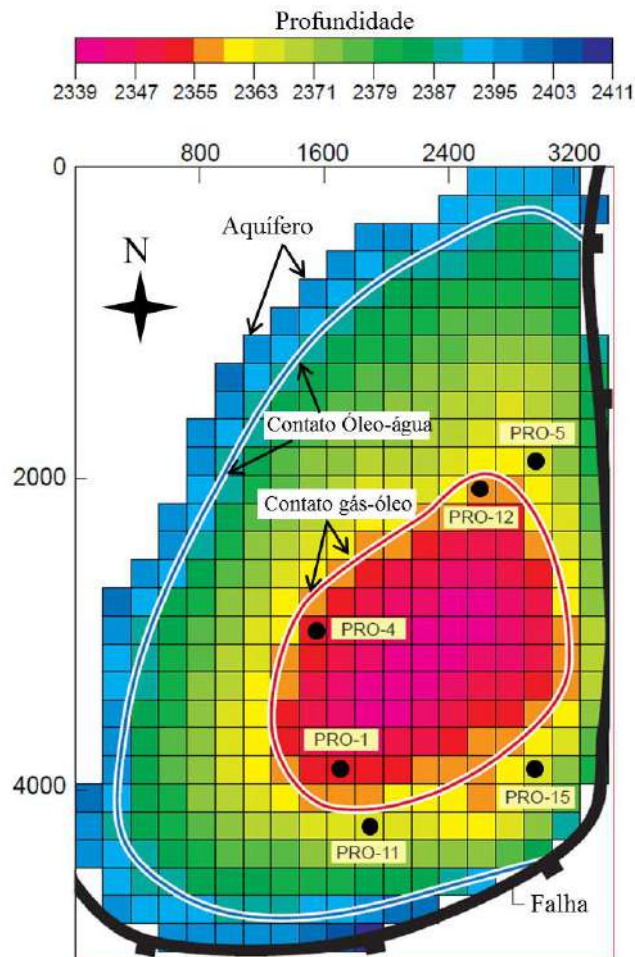 Profundidade
2339 2347 2355 2363 2371 2379 2387 2395 2403 2411
0 800 1600 2400 3200
Aquífero
N
Contato Óleo-água
PRO-5
2000
Contato gás-óleo
PRO-12
PRO-4
PRO-1
4000
PRO-15
PRO-11
Falha